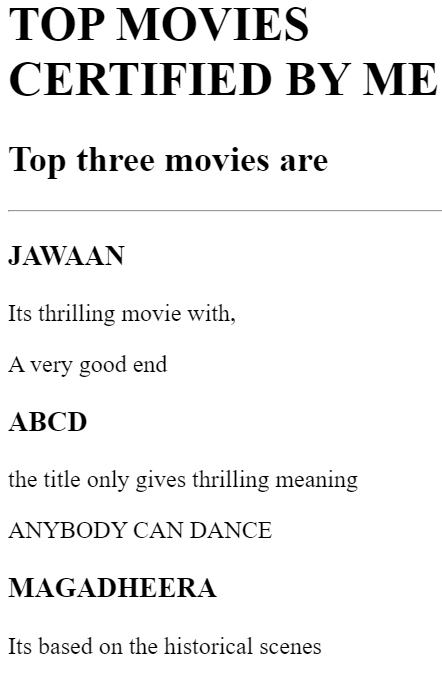 TOP MOVIES
CERTIFIED BY ME
Top three movies are
JAWAAN
Its thrilling movie with,
A very good end
ABCD
the title only gives thrilling meaning
ANYBODY CAN DANCE
MAGADHEERA
Its based on the historical scenes